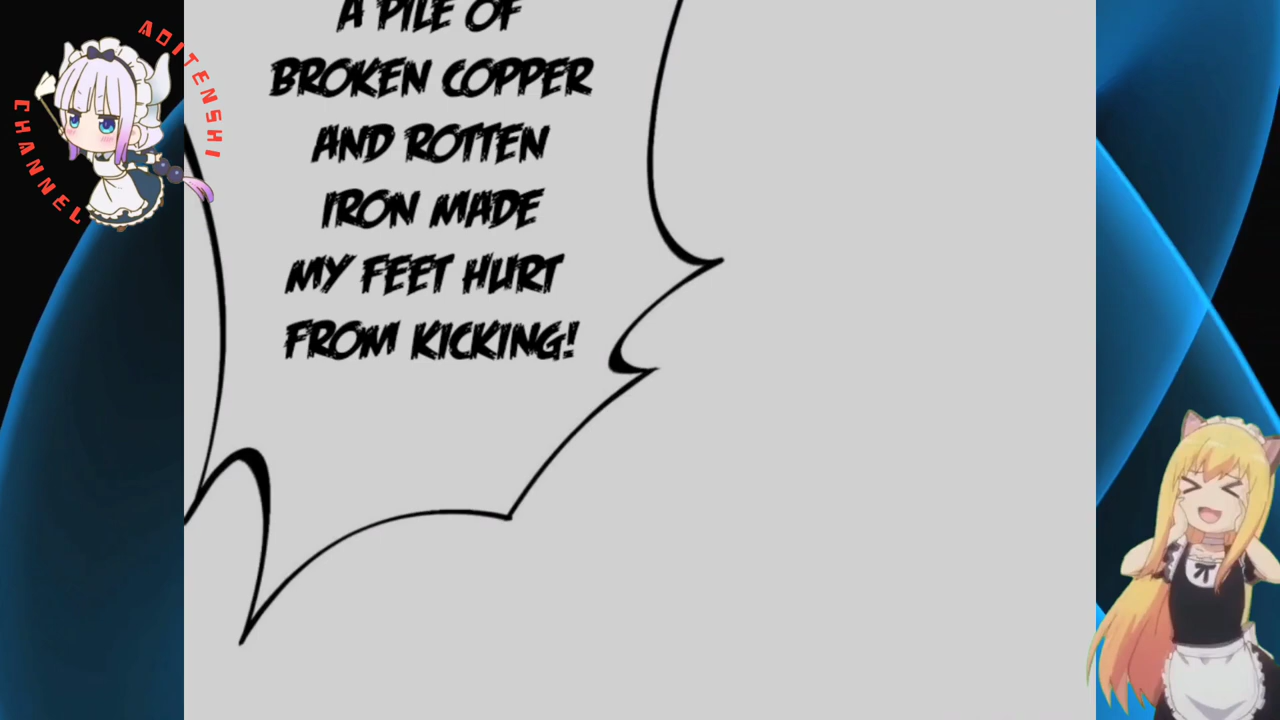 AOITENSHI
CHANNEL
A PILE OF
BROKEN COPPER
AND ROTTEN
IRON MADE
MY FEET HURT
FROM KICKING!